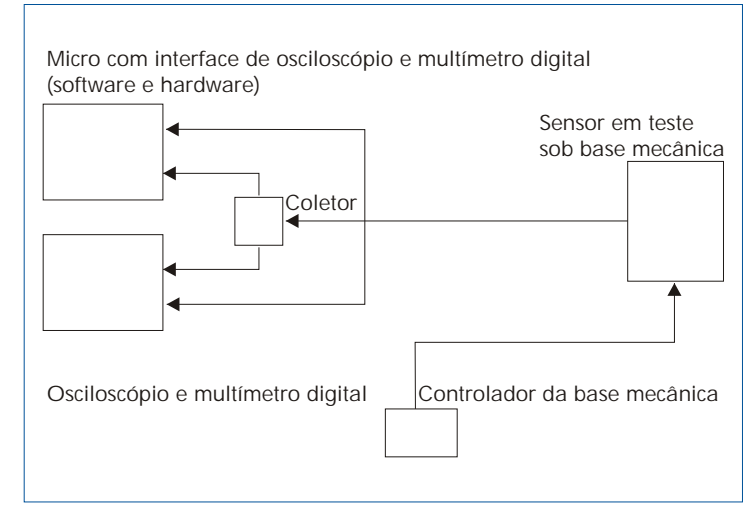 Micro com interface de osciloscópio e multímetro digital
(software e hardware)
Sensor em teste
sob base mecânica
Coletor
Osciloscópio e multímetro digital
Controlador da base mecânica